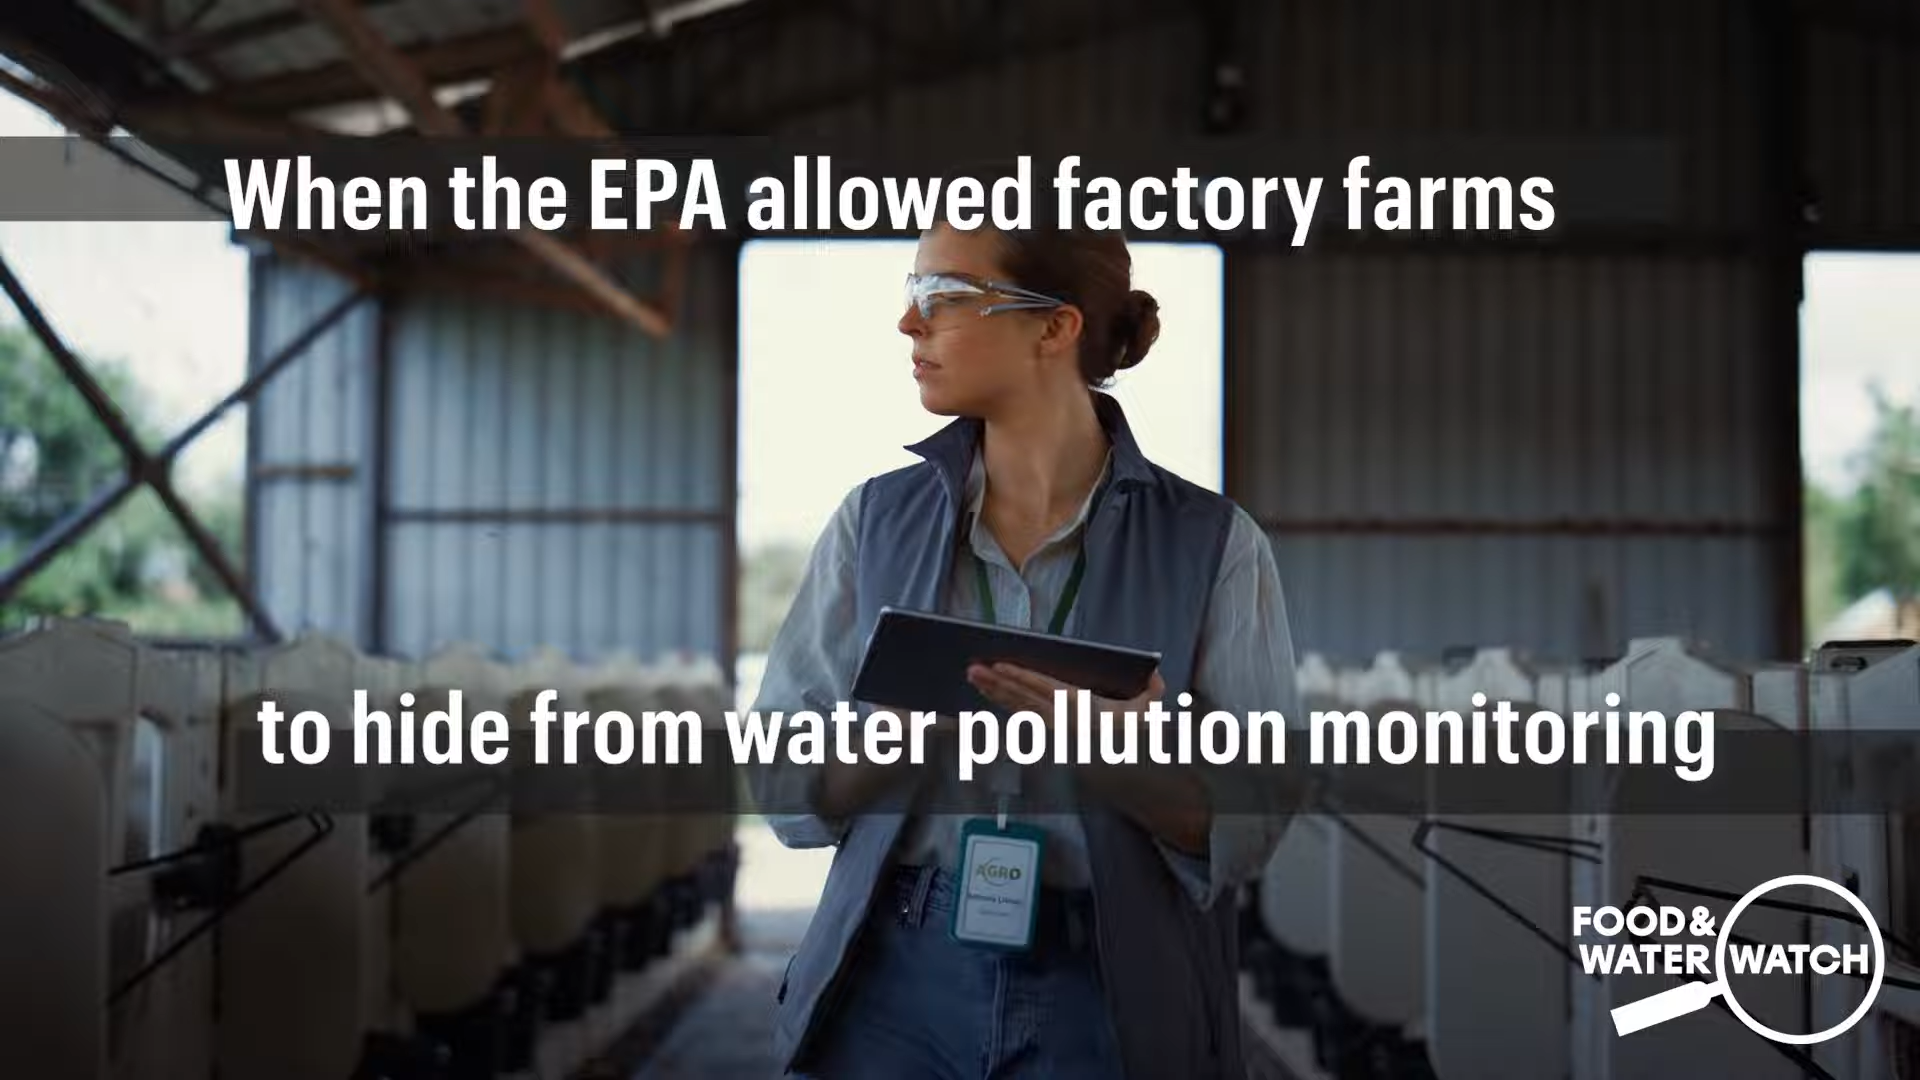 When the EPA allowed factory farms
to hide from water pollution monitoring
AGRO
FOOD &
WATER WATCH